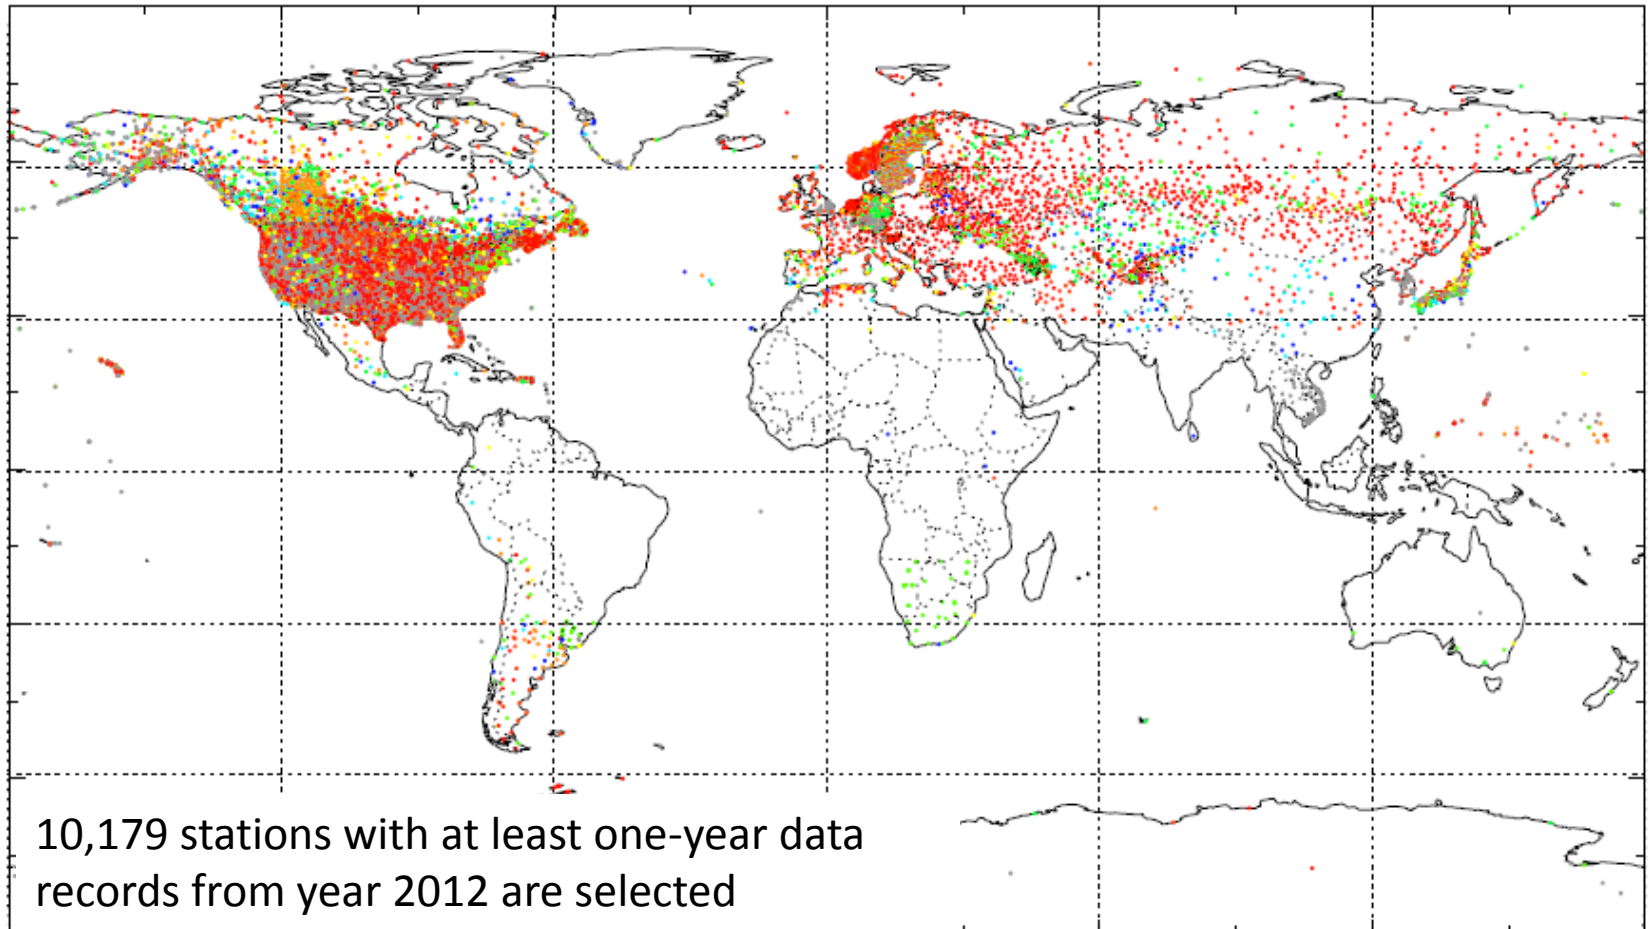 10,179 stations with at least one-year data
records from year 2012 are selected